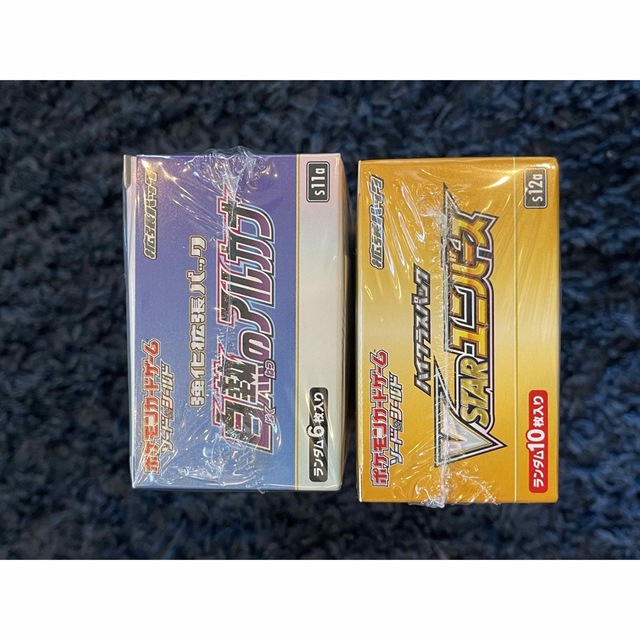 拡張パック
s11a
強化拡張パック
白熱のアルカナ
ポケモンカードゲーム
ソード&シールド
ランダム6枚入り
拡張パック
s12a
ハイクラスパック
VSTARユニバース
ポケモンカードゲーム
ソード&シールド
ランダム10枚入り